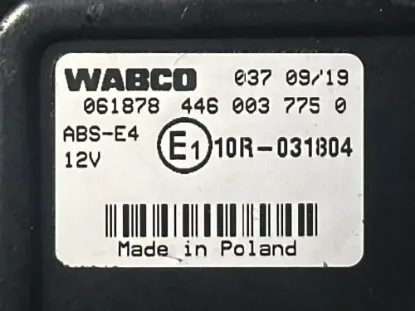 WABCO 037 09/19
061878 446 003 775 0
ABS-E4
12V
E1 10R-031804
Made in Poland